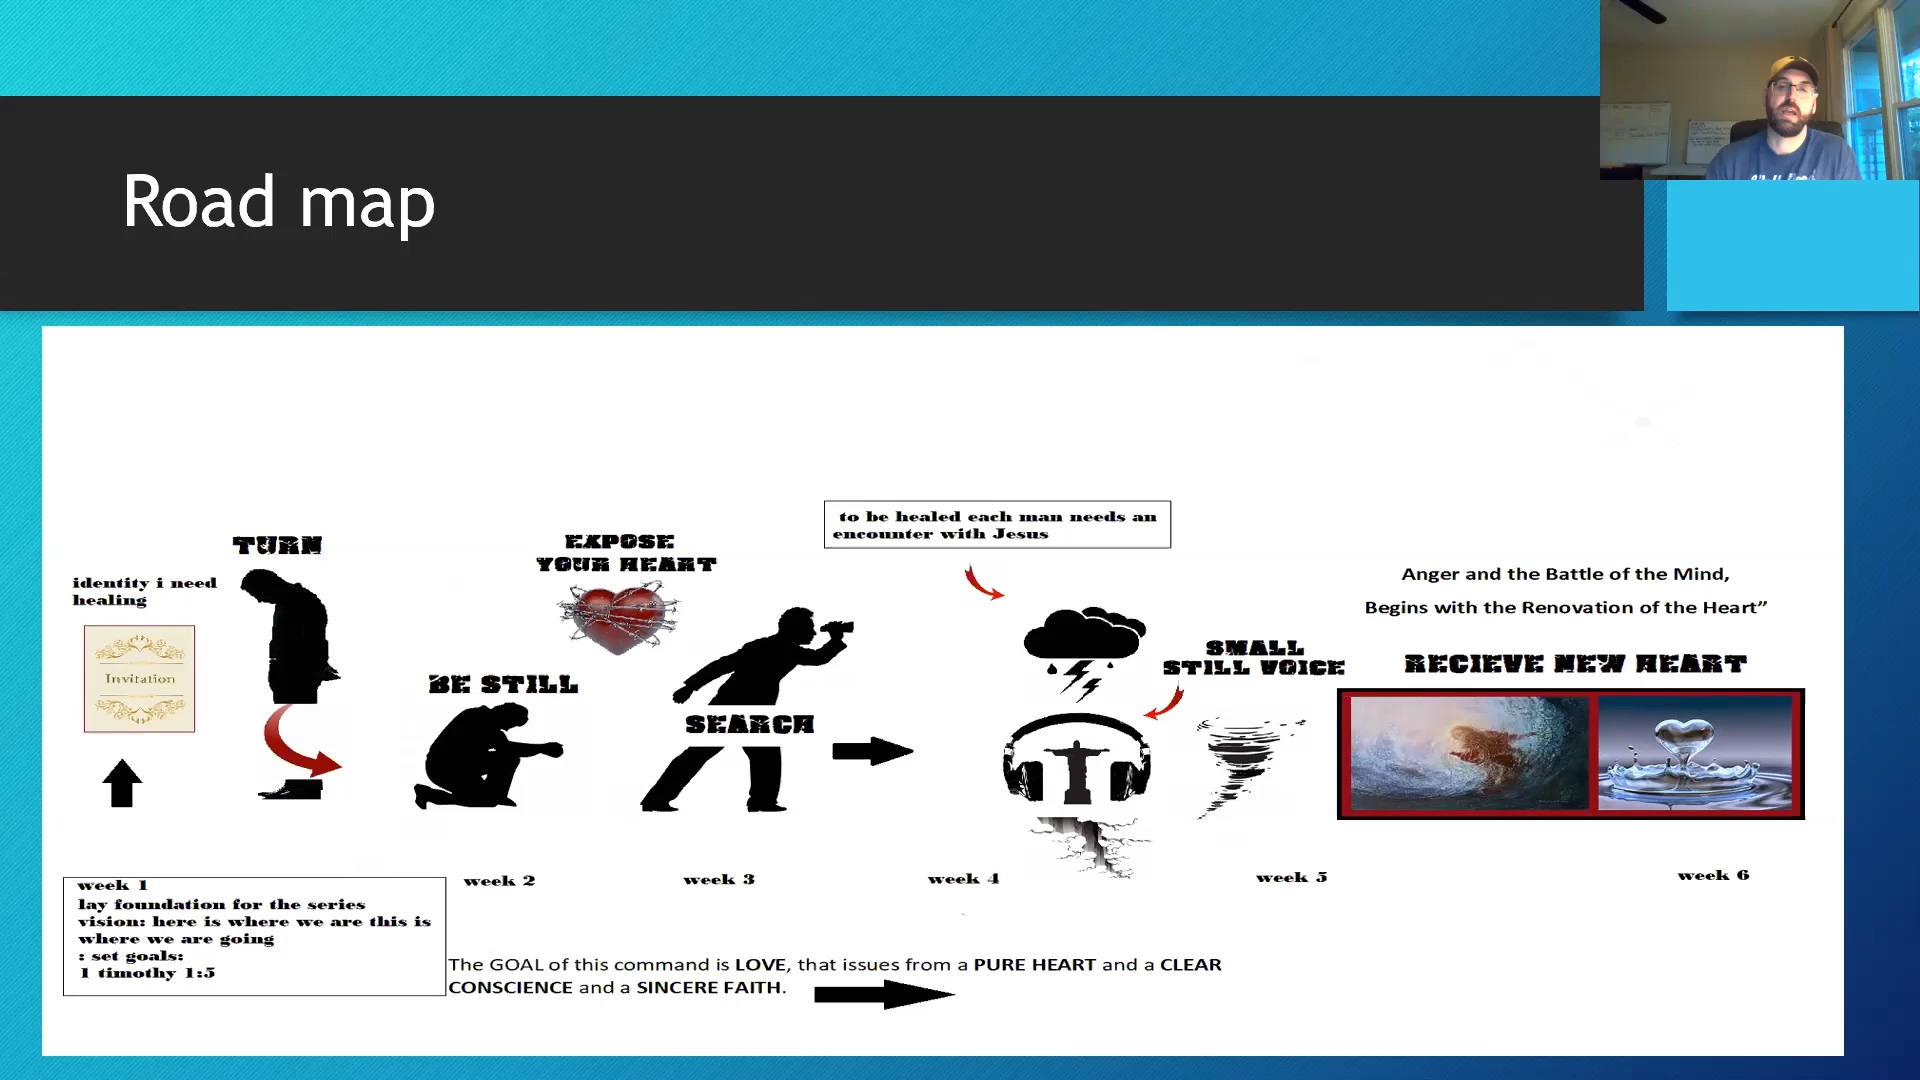 Road map
identity i need
healing
Invitation
TURN
BE STILL
EXPOSE
YOUR HEART
SEARCH
to be healed each man needs an
encounter with Jesus
SMALL
STILL VOICE
Anger and the Battle of the Mind,
Begins with the Renovation of the Heart”
RECIEVE NEW HEART
week 1
lay foundation for the series
vision: here is where we are this is
where we are going
: set goals:
1 timothy 1:5
week 2
week 3
week 4
week 5
week 6
The GOAL of this command is LOVE, that issues from a PURE HEART and a CLEAR
CONSCIENCE and a SINCERE FAITH.